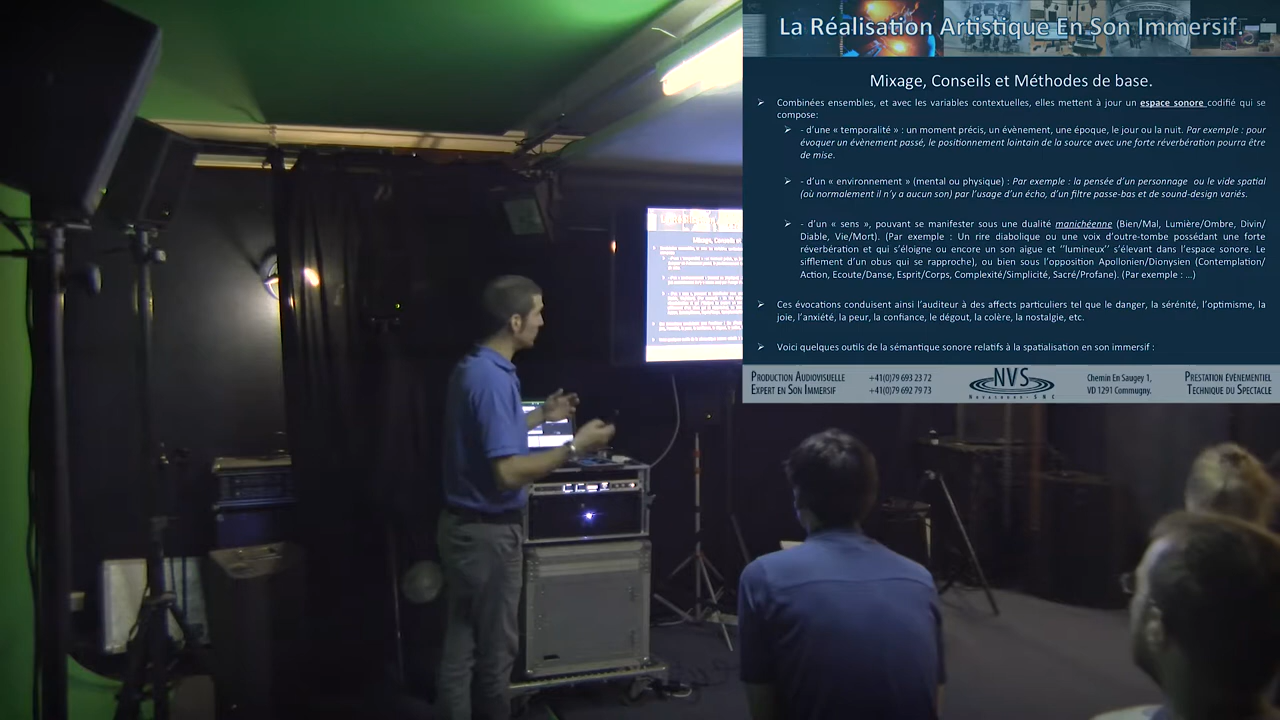 La Réalisation Artistique En Son Immersif.
Mixage, Conseils et Méthodes de base.
Combinées ensembles, et avec les variables contextuelles, elles mettent à jour un espace sonore codifié qui se
compose:
- d'une « temporalité » : un moment précis, un évènement, une époque, le jour ou la nuit. Par exemple : pour
évoquer un évènement passé, le positionnement lointain de la source avec une forte réverbération pourra être
de mise.
- d'un « environnement » (mental ou physique) : Par exemple : la pensée d'un personnage ou le vide spatial
(où normalement il n'y a aucun son) par l'usage d'un écho, d'un filtre passe-bas et de sound-design variés.
- d'un « sens », pouvant se manifester sous une dualité manichéenne (Bien/Mal, Lumière/Ombre, Divin/
Diable, Vie/Mort). (Par exemple : Un rire diabolique ou une voix d'outre-tombe possédant une forte
réverbération et qui s'éloigne ou encore un son aigue et ''lumineux'' s'élevant dans l'espace sonore. Le
sifflement d'un obus qui se rapproche), ou bien sous l'opposition Apollonien/Dionysien (Contemplation/
Action, Ecoute/Danse, Esprit/Corps, Complexité/Simplicité, Sacré/Profane). (Par exemple : ...)
Ces évocations conduisent ainsi l'auditeur à des affects particuliers tel que le danger, la sérénité, l'optimisme, la
joie, l'anxiété, la peur, la confiance, le dégout, la colère, la nostalgie, etc.
Voici quelques outils de la sémantique sonore relatifs à la spatialisation en son immersif :
Production Audiovisuelle
Expert en Son Immersif
+41(0)79 693 23 72
+41(0)79 692 79 73
NVS
Chemin En Saugey 1,
VD 1291 Commugny.
Prestation Evènementiel
Technique du Spectacle